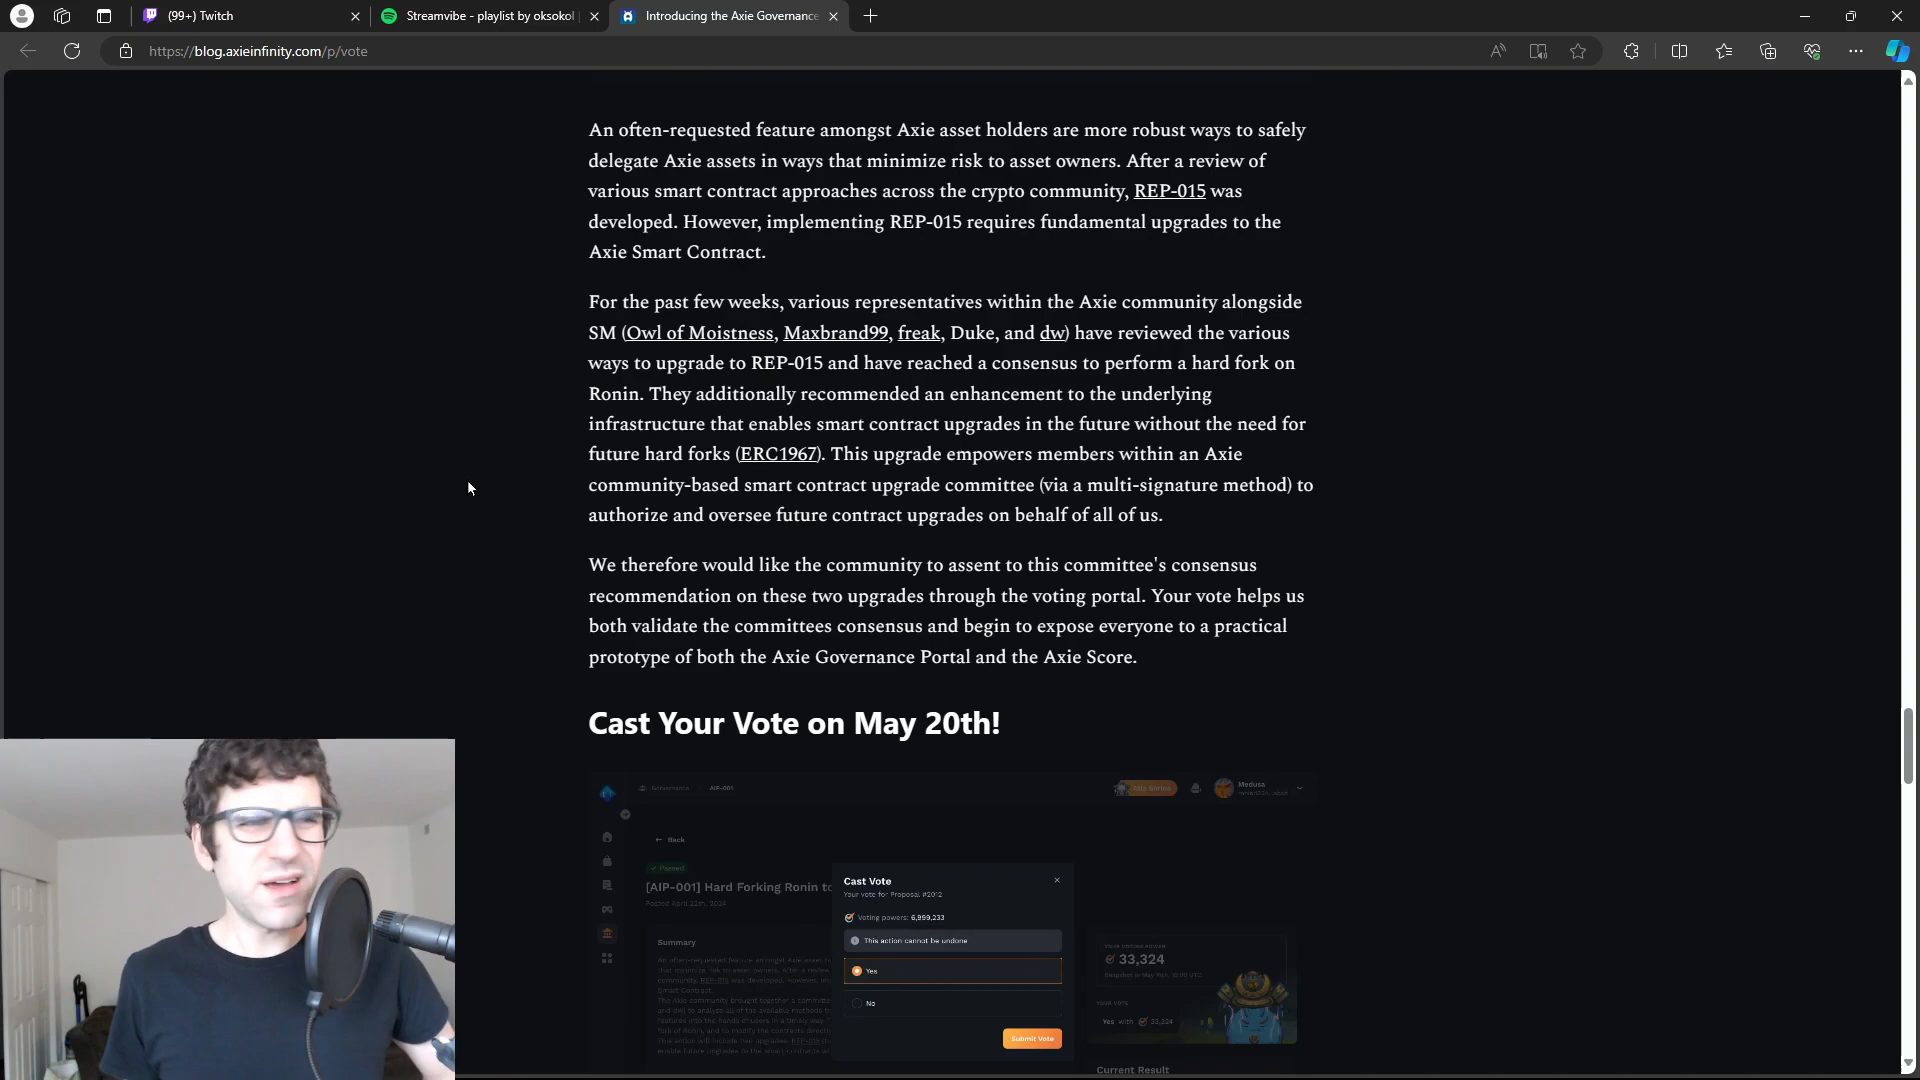 (99+) Twitch
Streamvibe - playlist by oksokol
Introducing the Axie Governance
https://blog.axieinfinity.com/p/vote
An often-requested feature amongst Axie asset holders are more robust ways to safely
delegate Axie assets in ways that minimize risk to asset owners. After a review of
various smart contract approaches across the crypto community, REP-015 was
developed. However, implementing REP-015 requires fundamental upgrades to the
Axie Smart Contract.
For the past few weeks, various representatives within the Axie community alongside
SM (Owl of Moistness, Maxbrand99, freak, Duke, and dw) have reviewed the various
ways to upgrade to REP-015 and have reached a consensus to perform a hard fork on
Ronin. They additionally recommended an enhancement to the underlying
infrastructure that enables smart contract upgrades in the future without the need for
future hard forks (ERC1967). This upgrade empowers members within an Axie
community-based smart contract upgrade committee (via a multi-signature method) to
authorize and oversee future contract upgrades on behalf of all of us.
We therefore would like the community to assent to this committee's consensus
recommendation on these two upgrades through the voting portal. Your vote helps us
both validate the committees consensus and begin to expose everyone to a practical
prototype of both the Axie Governance Portal and the Axie Score.
Cast Your Vote on May 20th!
Governance AIP-001
Medusa
Back
Passed
[AIP-001] Hard Forking Ronin to
Posted April 22th, 2024
Summary
Cast Vote
Your vote for Proposal #2012
Voting powers: 6,999,233
This action cannot be undone
Yes
No
Submit Vote
YOUR VOTING POWER
33,324
YOUR VOTE
Yes with 33,324
Current Result